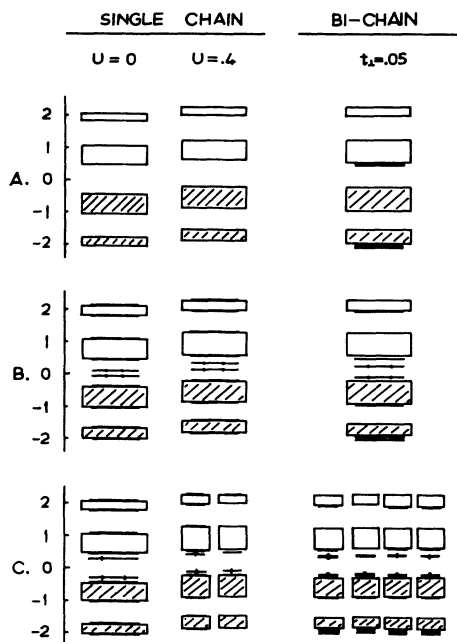 SINGLE CHAIN BI-CHAIN
U = 0 U = .4 t⊥=.05
2
1
A. 0
-1
-2
2
1
B. 0
-1
-2
2
1
C. 0
-1
-2